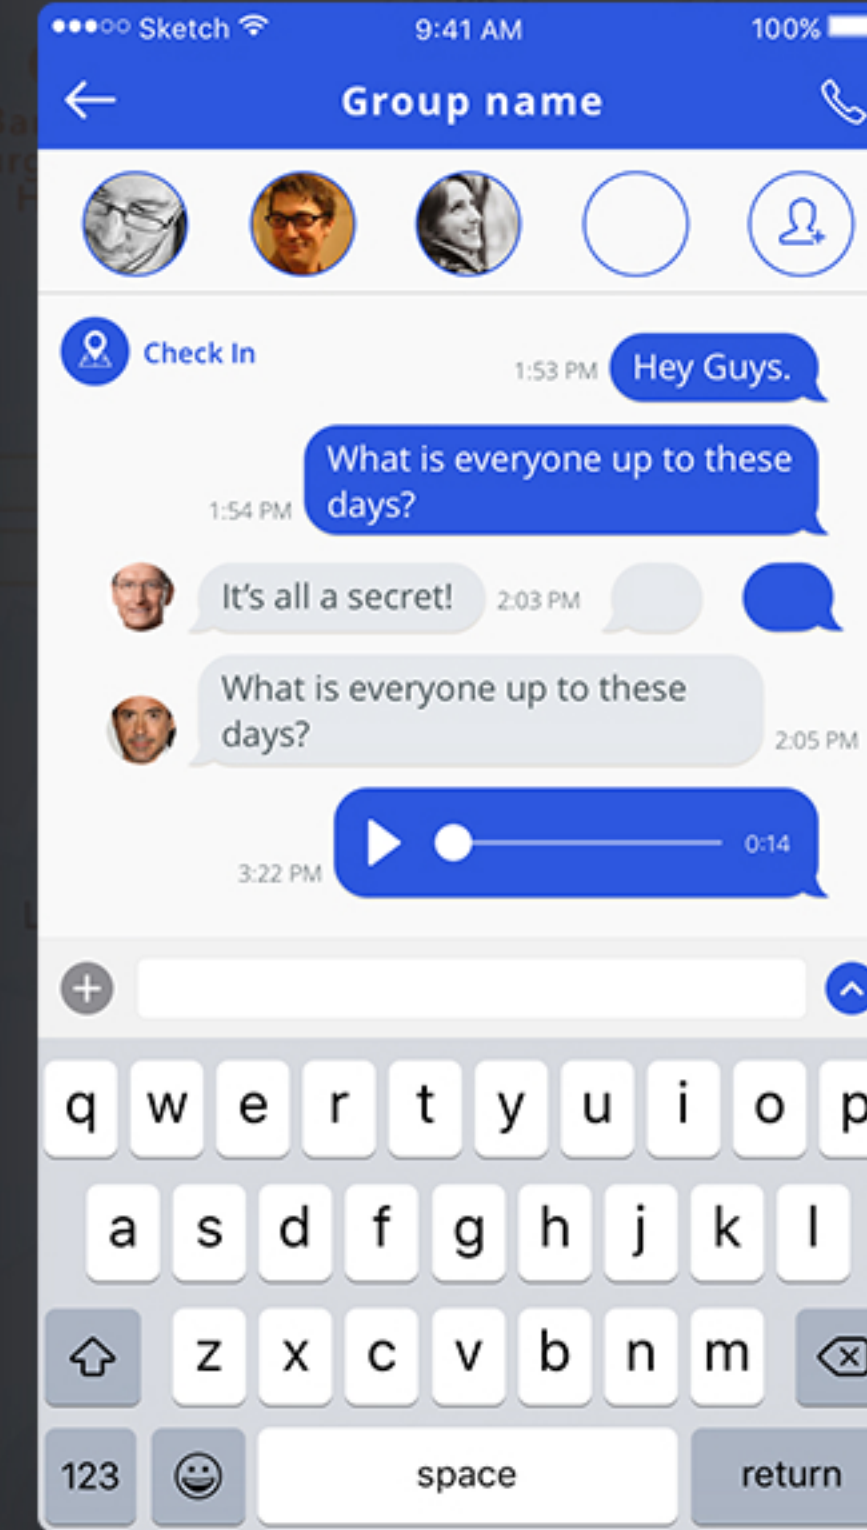 Sketch
9:41 AM
100%
Group name
Check In
1:53 PM
Hey Guys.
What is everyone up to these
days?
1:54 PM
It’s all a secret!
2:03 PM
What is everyone up to these
days?
2:05 PM
0:14
3:22 PM
q w e r t y u i o p
a s d f g h j k l
z x c v b n m
123
space
return